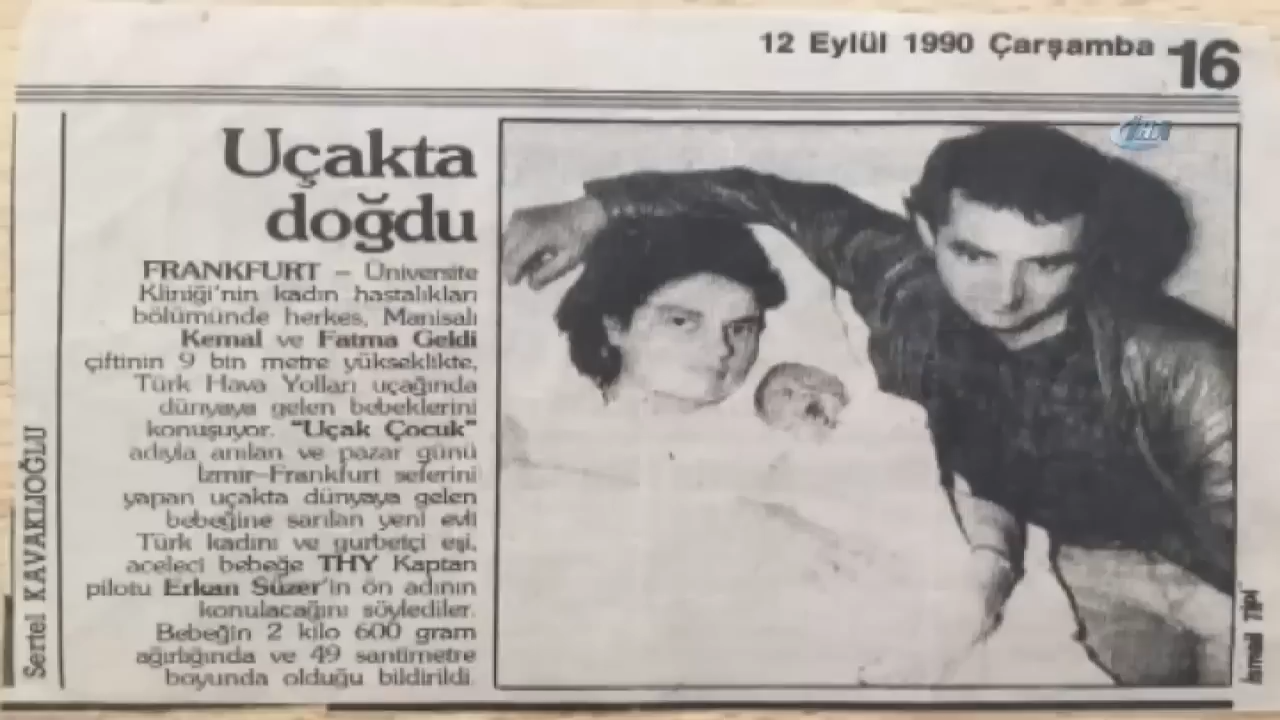 12 Eylül 1990 Çarşamba 16
Uçakta
doğdu
FRANKFURT – Üniversite
Kliniği'nin kadın hastalıkları
bölümünde herkes, Manisalı
Kemal ve Fatma Geldi
çiftinin 9 bin metre yükseklikte,
Türk Hava Yolları uçağında
dünyaya gelen bebeklerini
konuşuyor. "Uçak Çocuk"
adıyla anılan ve pazar günü
İzmir–Frankfurt seferini
yapan uçakta dünyaya gelen
bebeğine sarılan yeni evli
Türk kadını ve gurbetçi eşi,
aceleci bebeğe THY Kaptan
pilotu Erkan Süzer'in ön adının
konulacağını söylediler.
Bebeğin 2 kilo 600 gram
ağırlığında ve 49 santimetre
boyunda olduğu bildirildi.
Sertel KAVAKLIOĞLU
İsmail TİPİ
İHA